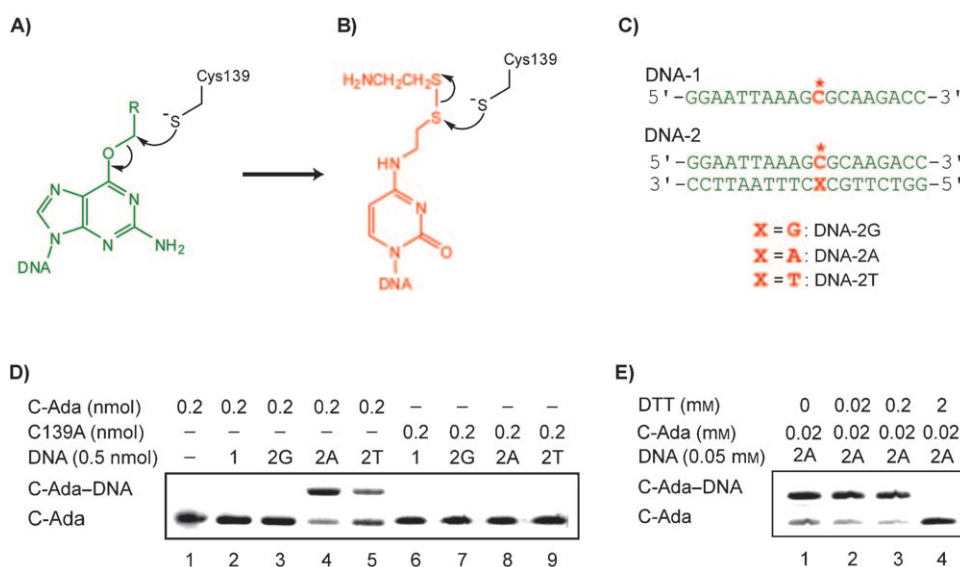 A)
Cys139
R
-S
O
N
N
N
N
NH2
DNA
B)
Cys139
H2NCH2CH2S
-S
S
HN
N
N
O
DNA
C)
DNA-1
*
5'-GGAATTAAAGCGCAAGACC-3'
DNA-2
*
5'-GGAATTAAAGCGCAAGACC-3'
3'-CCTTAATTTCXCGTTCTGG-5'
X = G: DNA-2G
X = A: DNA-2A
X = T: DNA-2T
D)
C-Ada (nmol) 0.2 0.2 0.2 0.2 0.2 – – – –
C139A (nmol) – – – – – 0.2 0.2 0.2 0.2
DNA (0.5 nmol) – 1 2G 2A 2T 1 2G 2A 2T
C-Ada–DNA
C-Ada
1 2 3 4 5 6 7 8 9
E)
DTT (mM) 0 0.02 0.2 2
C-Ada (mM) 0.02 0.02 0.02 0.02
DNA (0.05 mM) 2A 2A 2A 2A
C-Ada–DNA
C-Ada
1 2 3 4